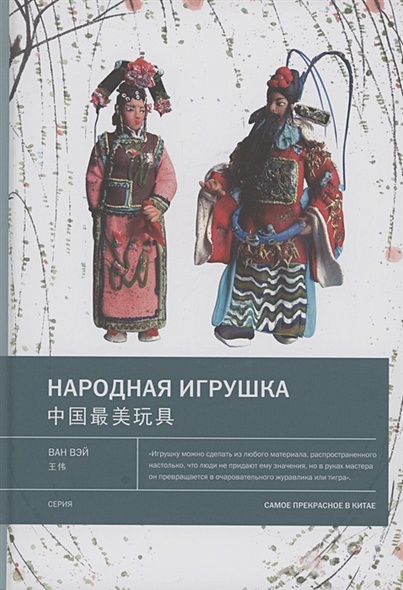 НАРОДНАЯ ИГРУШКА
中国最美玩具
ВАН ВЭЙ
王伟
«Игрушку можно сделать из любого материала, распространенного
настолько, что люди не придают ему значения, но в руках мастера
он превращается в очаровательного журавлика или тигра».
СЕРИЯ
САМОЕ ПРЕКРАСНОЕ В КИТАЕ